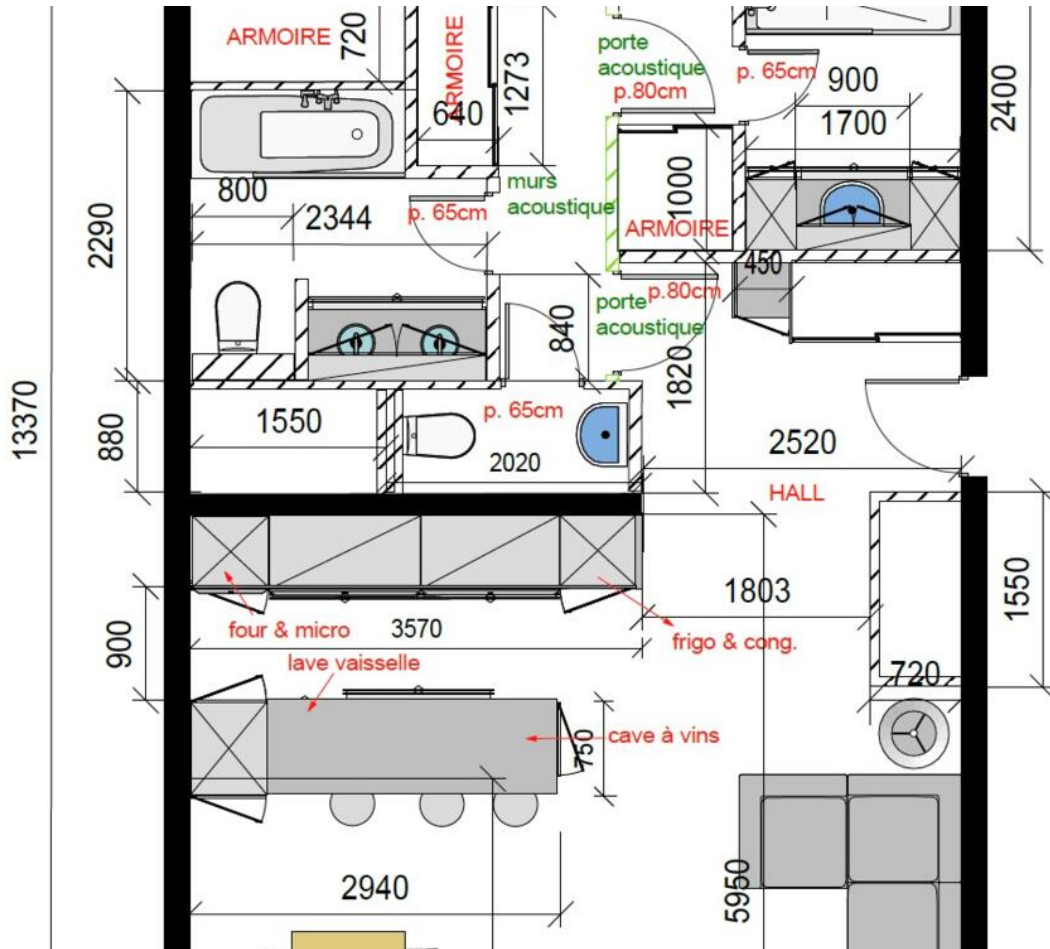 ARMOIRE
720
ARMOIRE
1273
640
porte
acoustique
p.80cm
p. 65cm
900
1700
2400
800
2344
p. 65cm
murs
acoustique
1000
ARMOIRE
2290
450
p.80cm
porte
acoustique
840
1820
13370
880
1550
p. 65cm
2020
2520
HALL
1803
1550
900
four & micro
3570
frigo & cong.
lave vaisselle
720
cave à vins
750
2940
5950